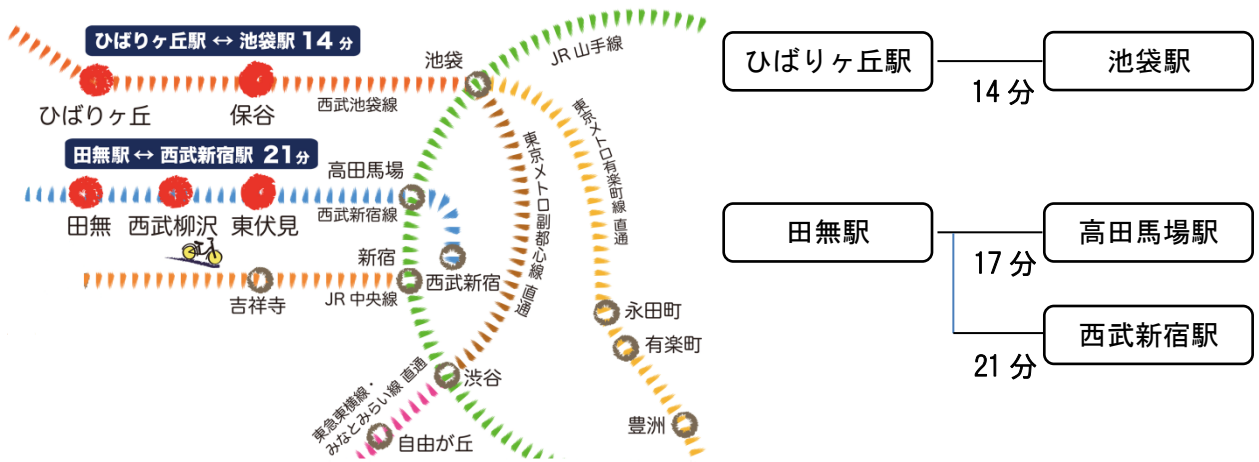 ひばりヶ丘駅 ↔ 池袋駅 14 分
池袋
JR 山手線
ひばりヶ丘
保谷
西武池袋線
田無駅 ↔ 西武新宿駅 21 分
高田馬場
田無
西武柳沢
東伏見
西武新宿線
新宿
西武新宿
吉祥寺
JR 中央線
東京メトロ副都心線 直通
東京メトロ有楽町線 直通
永田町
有楽町
豊洲
渋谷
東急東横線・
みなとみらい線 直通
自由が丘
ひばりヶ丘駅
14 分
池袋駅
田無駅
17 分
高田馬場駅
21 分
西武新宿駅